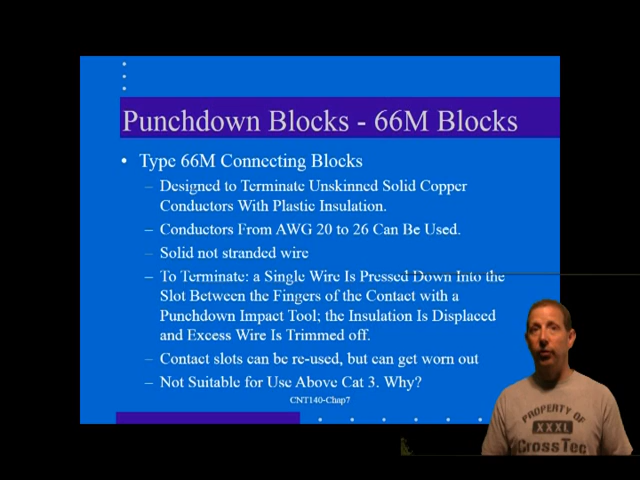 Punchdown Blocks - 66M Blocks
• Type 66M Connecting Blocks
– Designed to Terminate Unskinned Solid Copper
Conductors With Plastic Insulation.
– Conductors From AWG 20 to 26 Can Be Used.
– Solid not stranded wire
– To Terminate: a Single Wire Is Pressed Down Into the
Slot Between the Fingers of the Contact with a
Punchdown Impact Tool; the Insulation Is Displaced
and Excess Wire Is Trimmed off.
– Contact slots can be re-used, but can get worn out
– Not Suitable for Use Above Cat 3. Why?
CNT140-Chap7
PROPERTY OF
XXXL
CrossTec